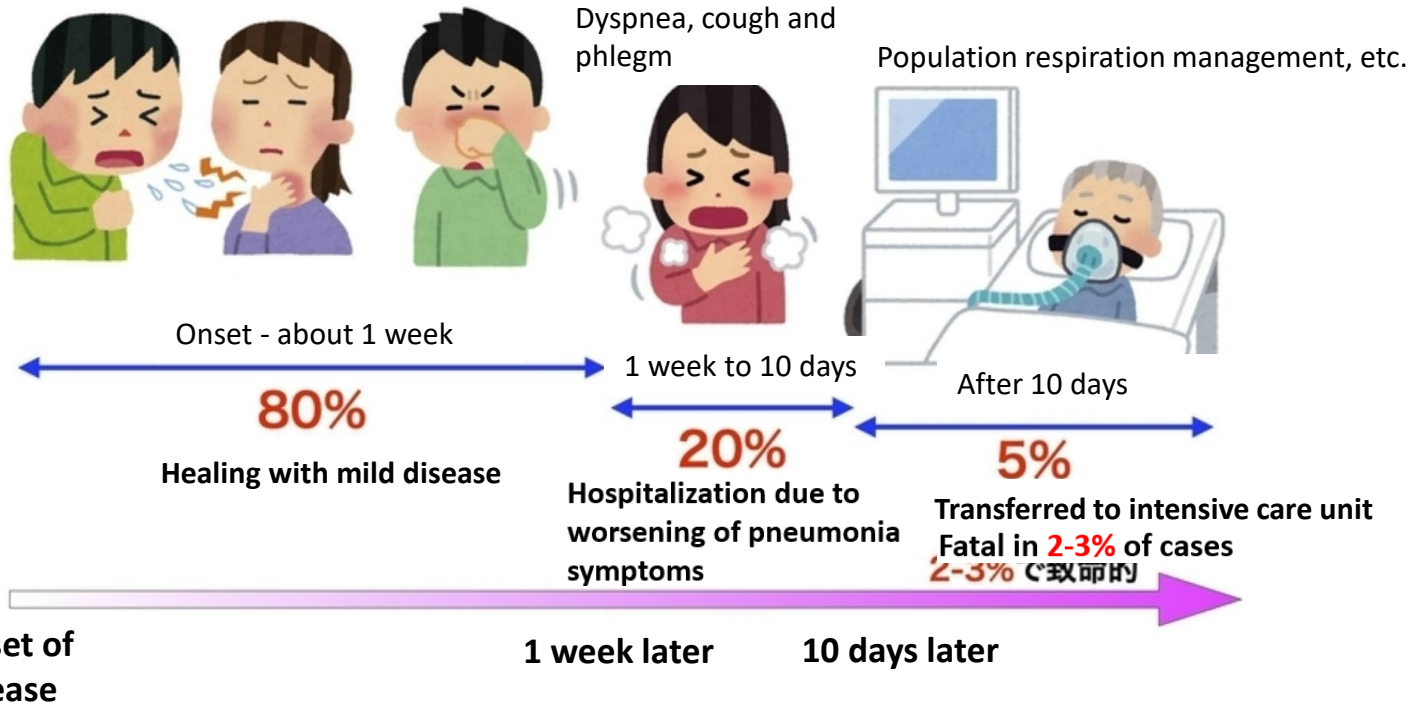 Dyspnea, cough and
phlegm
Population respiration management, etc.
Onset - about 1 week
1 week to 10 days
After 10 days
80%
20%
5%
Healing with mild disease
Hospitalization due to
worsening of pneumonia
symptoms
Transferred to intensive care unit
Fatal in 2-3% of cases
2-3% で致命的
set of
ease
1 week later
10 days later